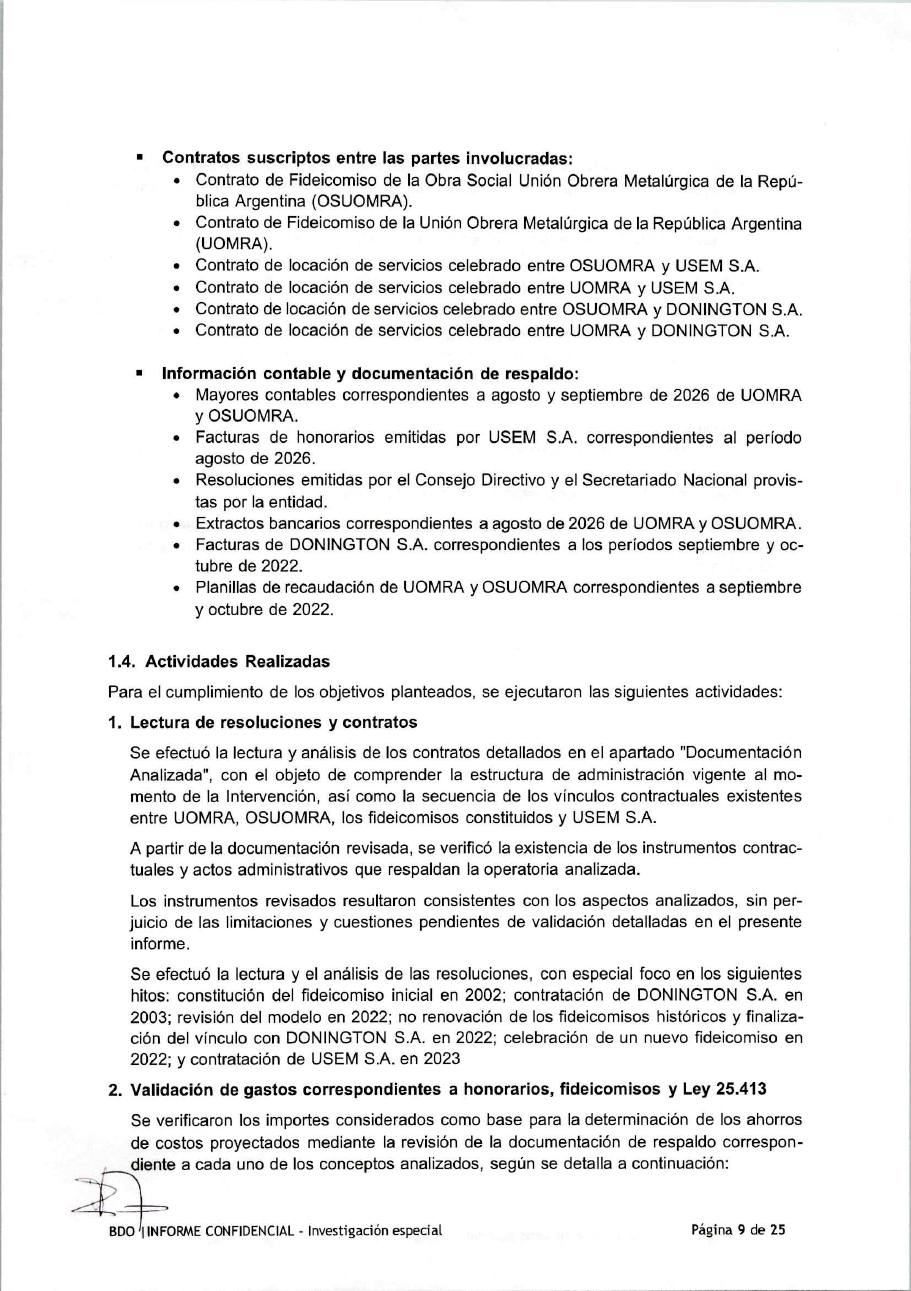 ▪ Contratos suscriptos entre las partes involucradas:
• Contrato de Fideicomiso de la Obra Social Unión Obrera Metalúrgica de la Repú-
blica Argentina (OSUOMRA).
• Contrato de Fideicomiso de la Unión Obrera Metalúrgica de la República Argentina
(UOMRA).
• Contrato de locación de servicios celebrado entre OSUOMRA y USEM S.A.
• Contrato de locación de servicios celebrado entre UOMRA y USEM S.A.
• Contrato de locación de servicios celebrado entre OSUOMRA y DONINGTON S.A.
• Contrato de locación de servicios celebrado entre UOMRA y DONINGTON S.A.
▪ Información contable y documentación de respaldo:
• Mayores contables correspondientes a agosto y septiembre de 2026 de UOMRA
y OSUOMRA.
• Facturas de honorarios emitidas por USEM S.A. correspondientes al período
agosto de 2026.
• Resoluciones emitidas por el Consejo Directivo y el Secretariado Nacional provis-
tas por la entidad.
• Extractos bancarios correspondientes a agosto de 2026 de UOMRA y OSUOMRA.
• Facturas de DONINGTON S.A. correspondientes a los períodos septiembre y oc-
tubre de 2022.
• Planillas de recaudación de UOMRA y OSUOMRA correspondientes a septiembre
y octubre de 2022.
1.4. Actividades Realizadas
Para el cumplimiento de los objetivos planteados, se ejecutaron las siguientes actividades:
1. Lectura de resoluciones y contratos
Se efectuó la lectura y análisis de los contratos detallados en el apartado "Documentación
Analizada", con el objeto de comprender la estructura de administración vigente al mo-
mento de la Intervención, así como la secuencia de los vínculos contractuales existentes
entre UOMRA, OSUOMRA, los fideicomisos constituidos y USEM S.A.
A partir de la documentación revisada, se verificó la existencia de los instrumentos contrac-
tuales y actos administrativos que respaldan la operatoria analizada.
Los instrumentos revisados resultaron consistentes con los aspectos analizados, sin per-
juicio de las limitaciones y cuestiones pendientes de validación detalladas en el presente
informe.
Se efectuó la lectura y el análisis de las resoluciones, con especial foco en los siguientes
hitos: constitución del fideicomiso inicial en 2002; contratación de DONINGTON S.A. en
2003; revisión del modelo en 2022; no renovación de los fideicomisos históricos y finaliza-
ción del vínculo con DONINGTON S.A. en 2022; celebración de un nuevo fideicomiso en
2022; y contratación de USEM S.A. en 2023
2. Validación de gastos correspondientes a honorarios, fideicomisos y Ley 25.413
Se verificaron los importes considerados como base para la determinación de los ahorros
de costos proyectados mediante la revisión de la documentación de respaldo correspon-
diente a cada uno de los conceptos analizados, según se detalla a continuación:
BDO | INFORME CONFIDENCIAL - Investigación especial
Página 9 de 25